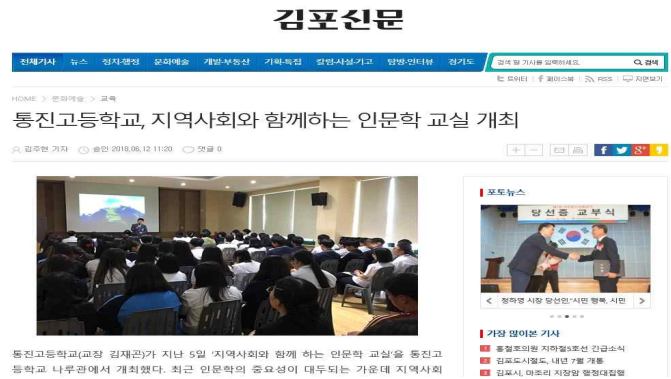 김포신문
전체기사 뉴스 정치·행정 문화예술 개발·부동산 기획·특집 칼럼·사설·기고 탐방·인터뷰 경기도
검색 할 기사를 입력하세요. 검색
트위터 페이스북 RSS 지면보기
HOME > 문화예술 > 교육
통진고등학교, 지역사회와 함께하는 인문학 교실 개최
김주현 기자 승인 2018.06.12 11:20 댓글 0
포토뉴스
당선증 교부식
정하영 시장 당선인,"시민 행복, 시민
가장 많이본 기사
1 홍철호의원 지하철5호선 긴급소식
2 김포도시철도, 내년 7월 개통
3 김포시, 마조리 지장암 행정대집행
통진고등학교(교장 김재곤)가 지난 5일 '지역사회와 함께 하는 인문학 교실'을 통진고
등학교 나루관에서 개최했다. 최근 인문학의 중요성이 대두되는 가운데 지역사회